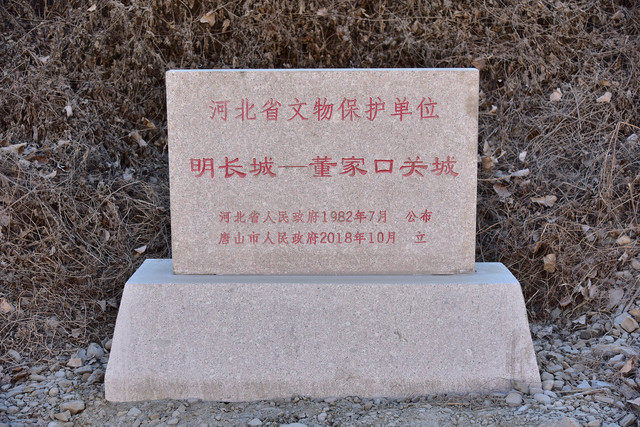 河北省文物保护单位
明长城—董家口关城
河北省人民政府1982年7月 公布
唐山市人民政府2018年10月 立